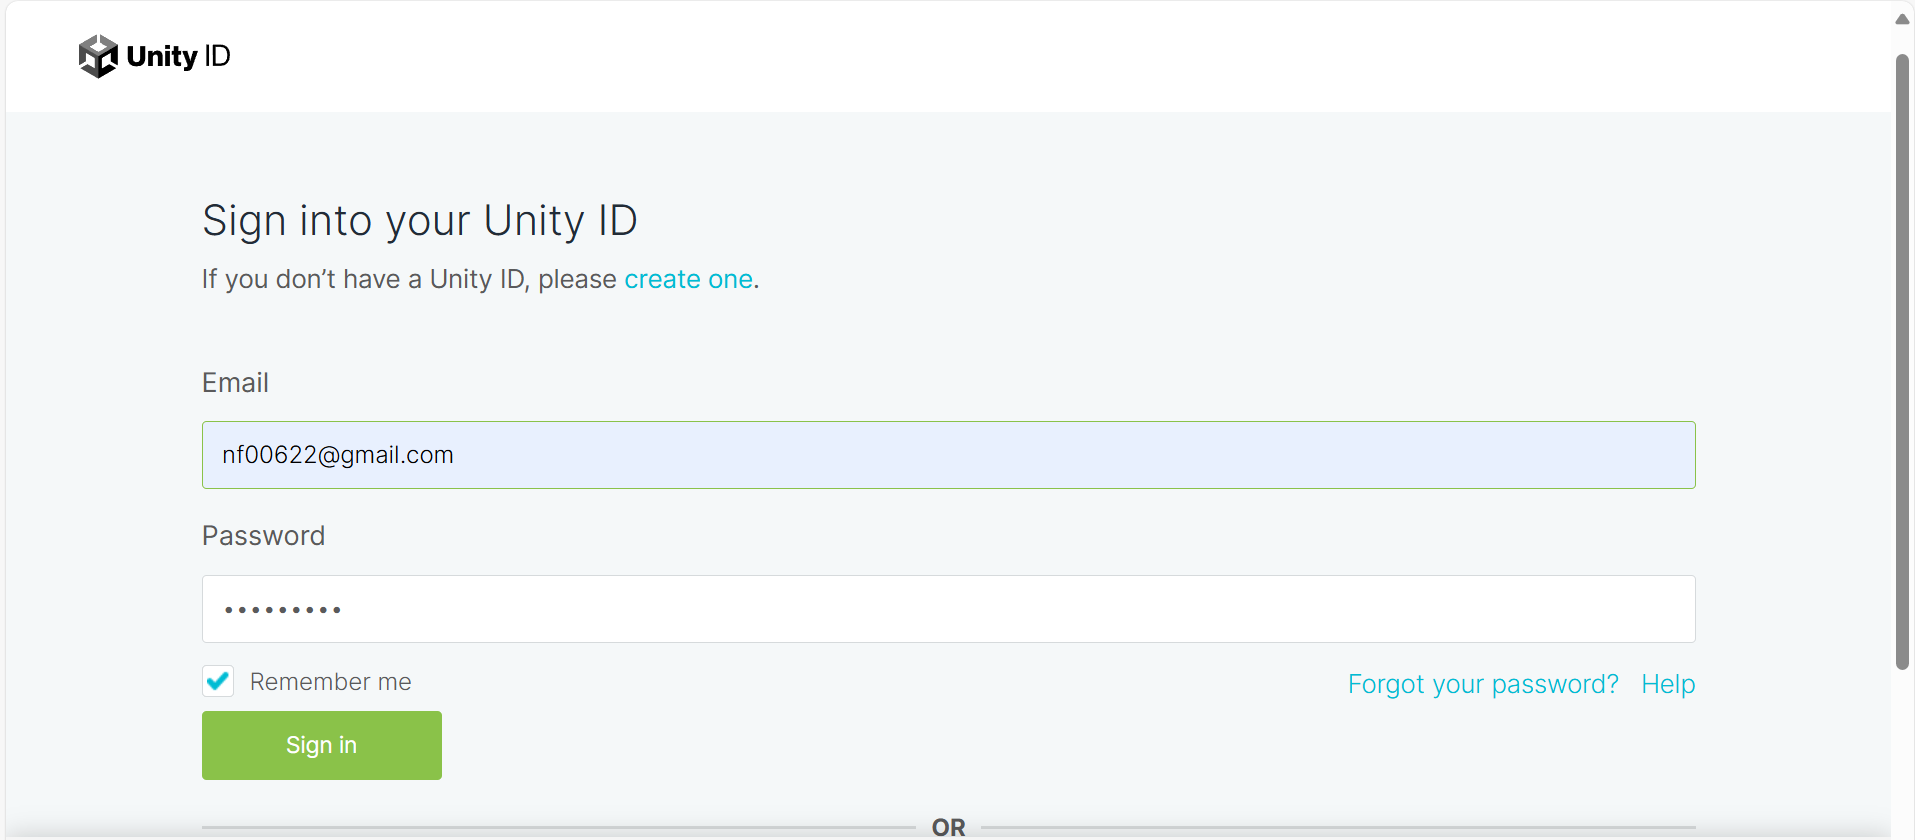 Unity ID
Sign into your Unity ID
If you don’t have a Unity ID, please create one.
Email
nf00622@gmail.com
Password
•••••••••
Remember me
Forgot your password? Help
Sign in
OR